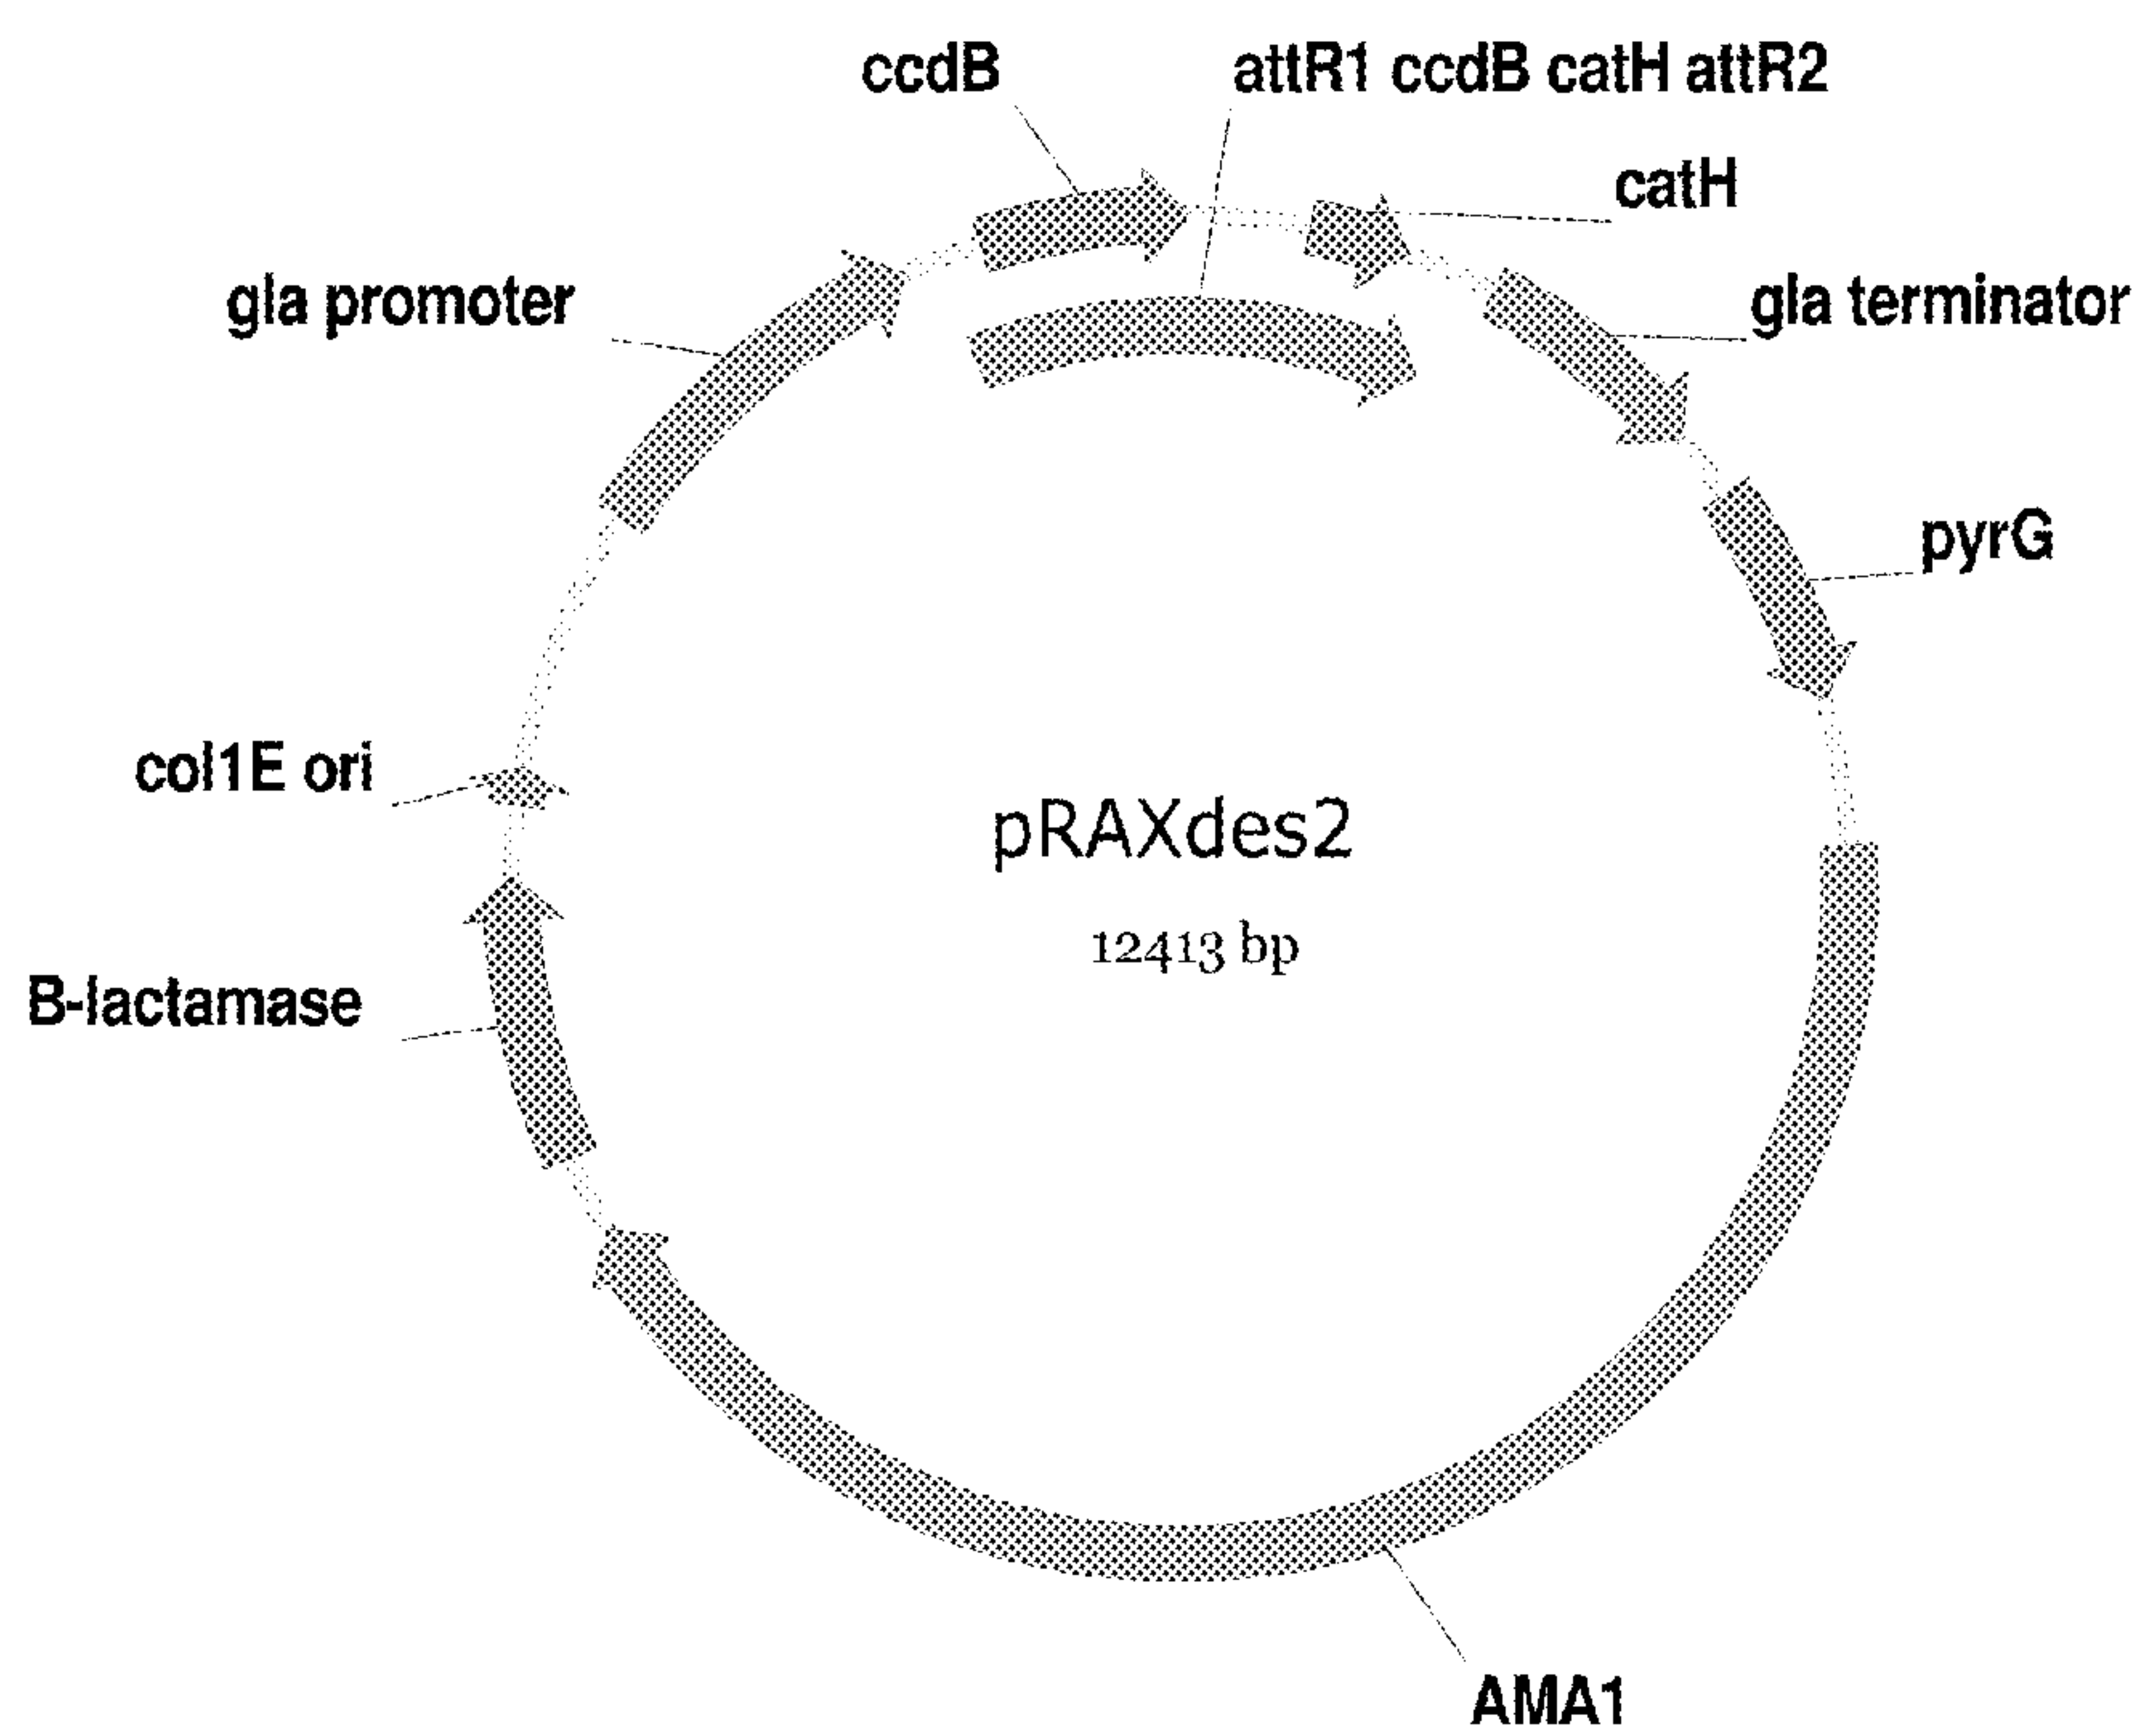 ccdB
attR1 ccdB catH attR2
catH
gla promoter
gla terminator
pyrG
col1E ori
pRAXdes2
12413 bp
B-lactamase
AMA1